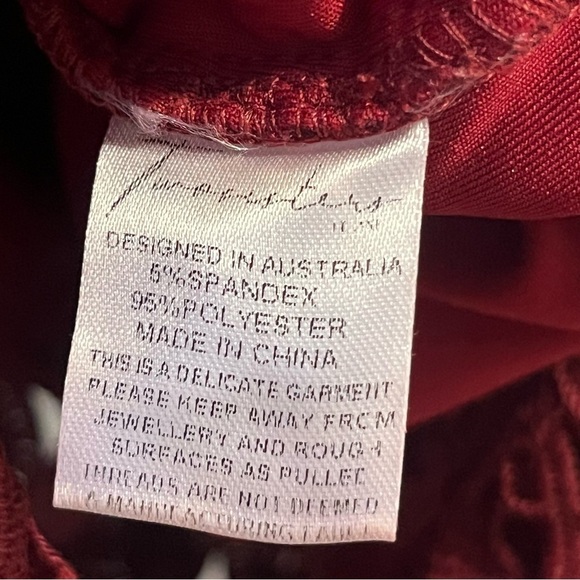 DESIGNED IN AUSTRALIA
5%SPANDEX
95%POLYESTER
MADE IN CHINA
THIS IS A DELICATE GARMENT
PLEASE KEEP AWAY FROM
JEWELLERY AND ROUGH
SURFACES AS PULLED
THREADS ARE NOT DEEMED
A MANUFACTURING FAULT